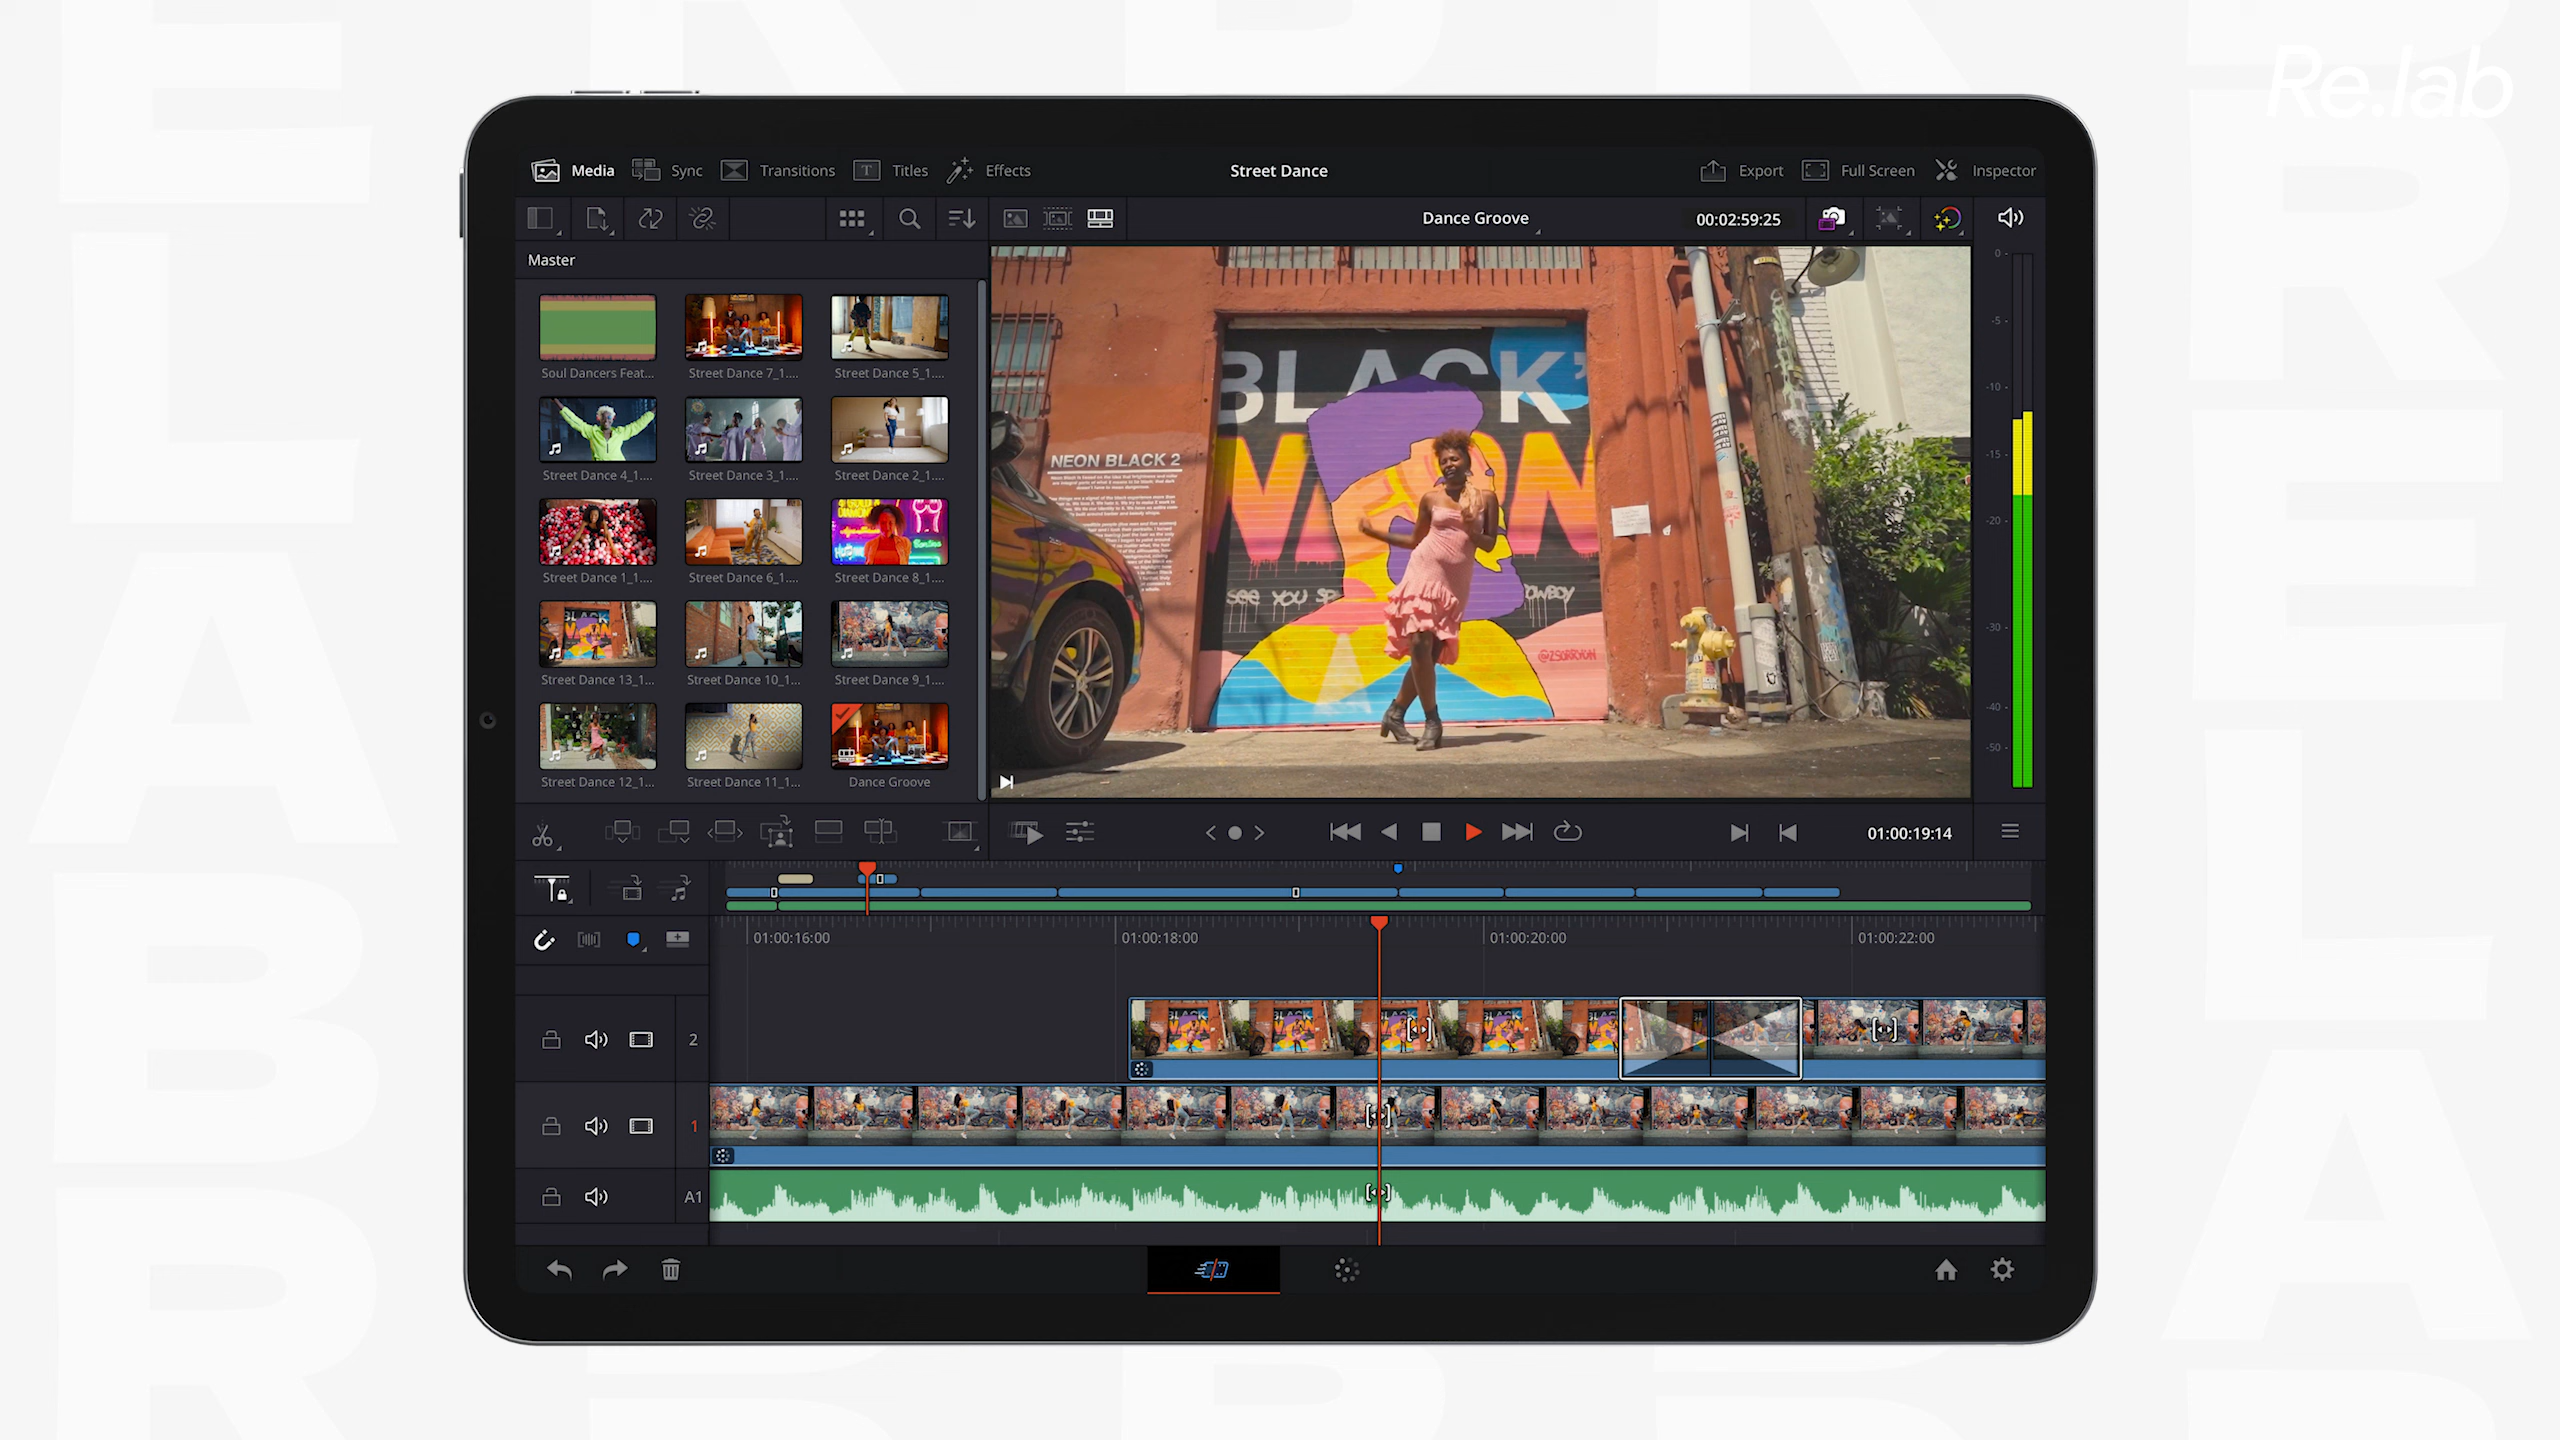 Re.lab
Media
Sync
Transitions
Titles
Effects
Street Dance
Export
Full Screen
Inspector
Dance Groove
00:02:59:25
Master
Soul Dancers Feat...
Street Dance 7_1....
Street Dance 5_1....
Street Dance 4_1....
Street Dance 3_1....
Street Dance 2_1....
Street Dance 1_1....
Street Dance 6_1....
Street Dance 8_1....
Street Dance 13_1...
Street Dance 10_1...
Street Dance 9_1....
Street Dance 12_1...
Street Dance 11_1...
Dance Groove
BLACK'
NEON BLACK 2
SEE YOU SP
OWBOY
0
-5
-10
-15
-20
-30
-40
-50
01:00:19:14
01:00:16:00
01:00:18:00
01:00:20:00
01:00:22:00
2
1
A1